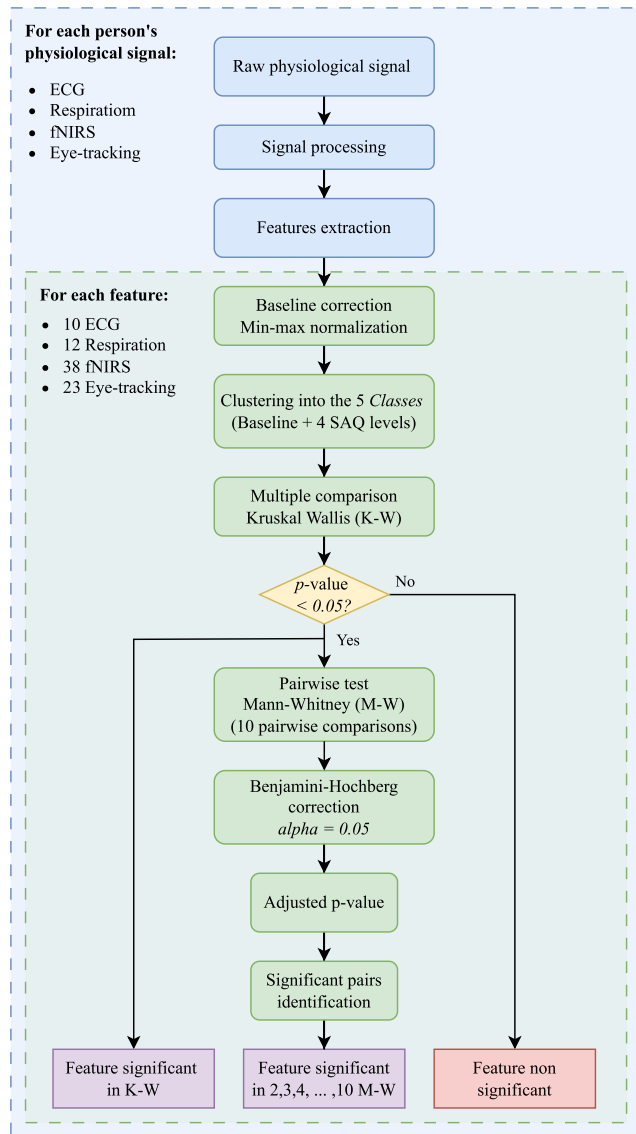 For each person's
physiological signal:
• ECG
• Respiratiom
• fNIRS
• Eye-tracking
Raw physiological signal
Signal processing
Features extraction
For each feature:
• 10 ECG
• 12 Respiration
• 38 fNIRS
• 23 Eye-tracking
Baseline correction
Min-max normalization
Clustering into the 5 Classes
(Baseline + 4 SAQ levels)
Multiple comparison
Kruskal Wallis (K-W)
p-value
< 0.05?
No
Yes
Pairwise test
Mann-Whitney (M-W)
(10 pairwise comparisons)
Benjamini-Hochberg
correction
alpha = 0.05
Adjusted p-value
Significant pairs
identification
Feature significant
in K-W
Feature significant
in 2,3,4, ... ,10 M-W
Feature non
significant